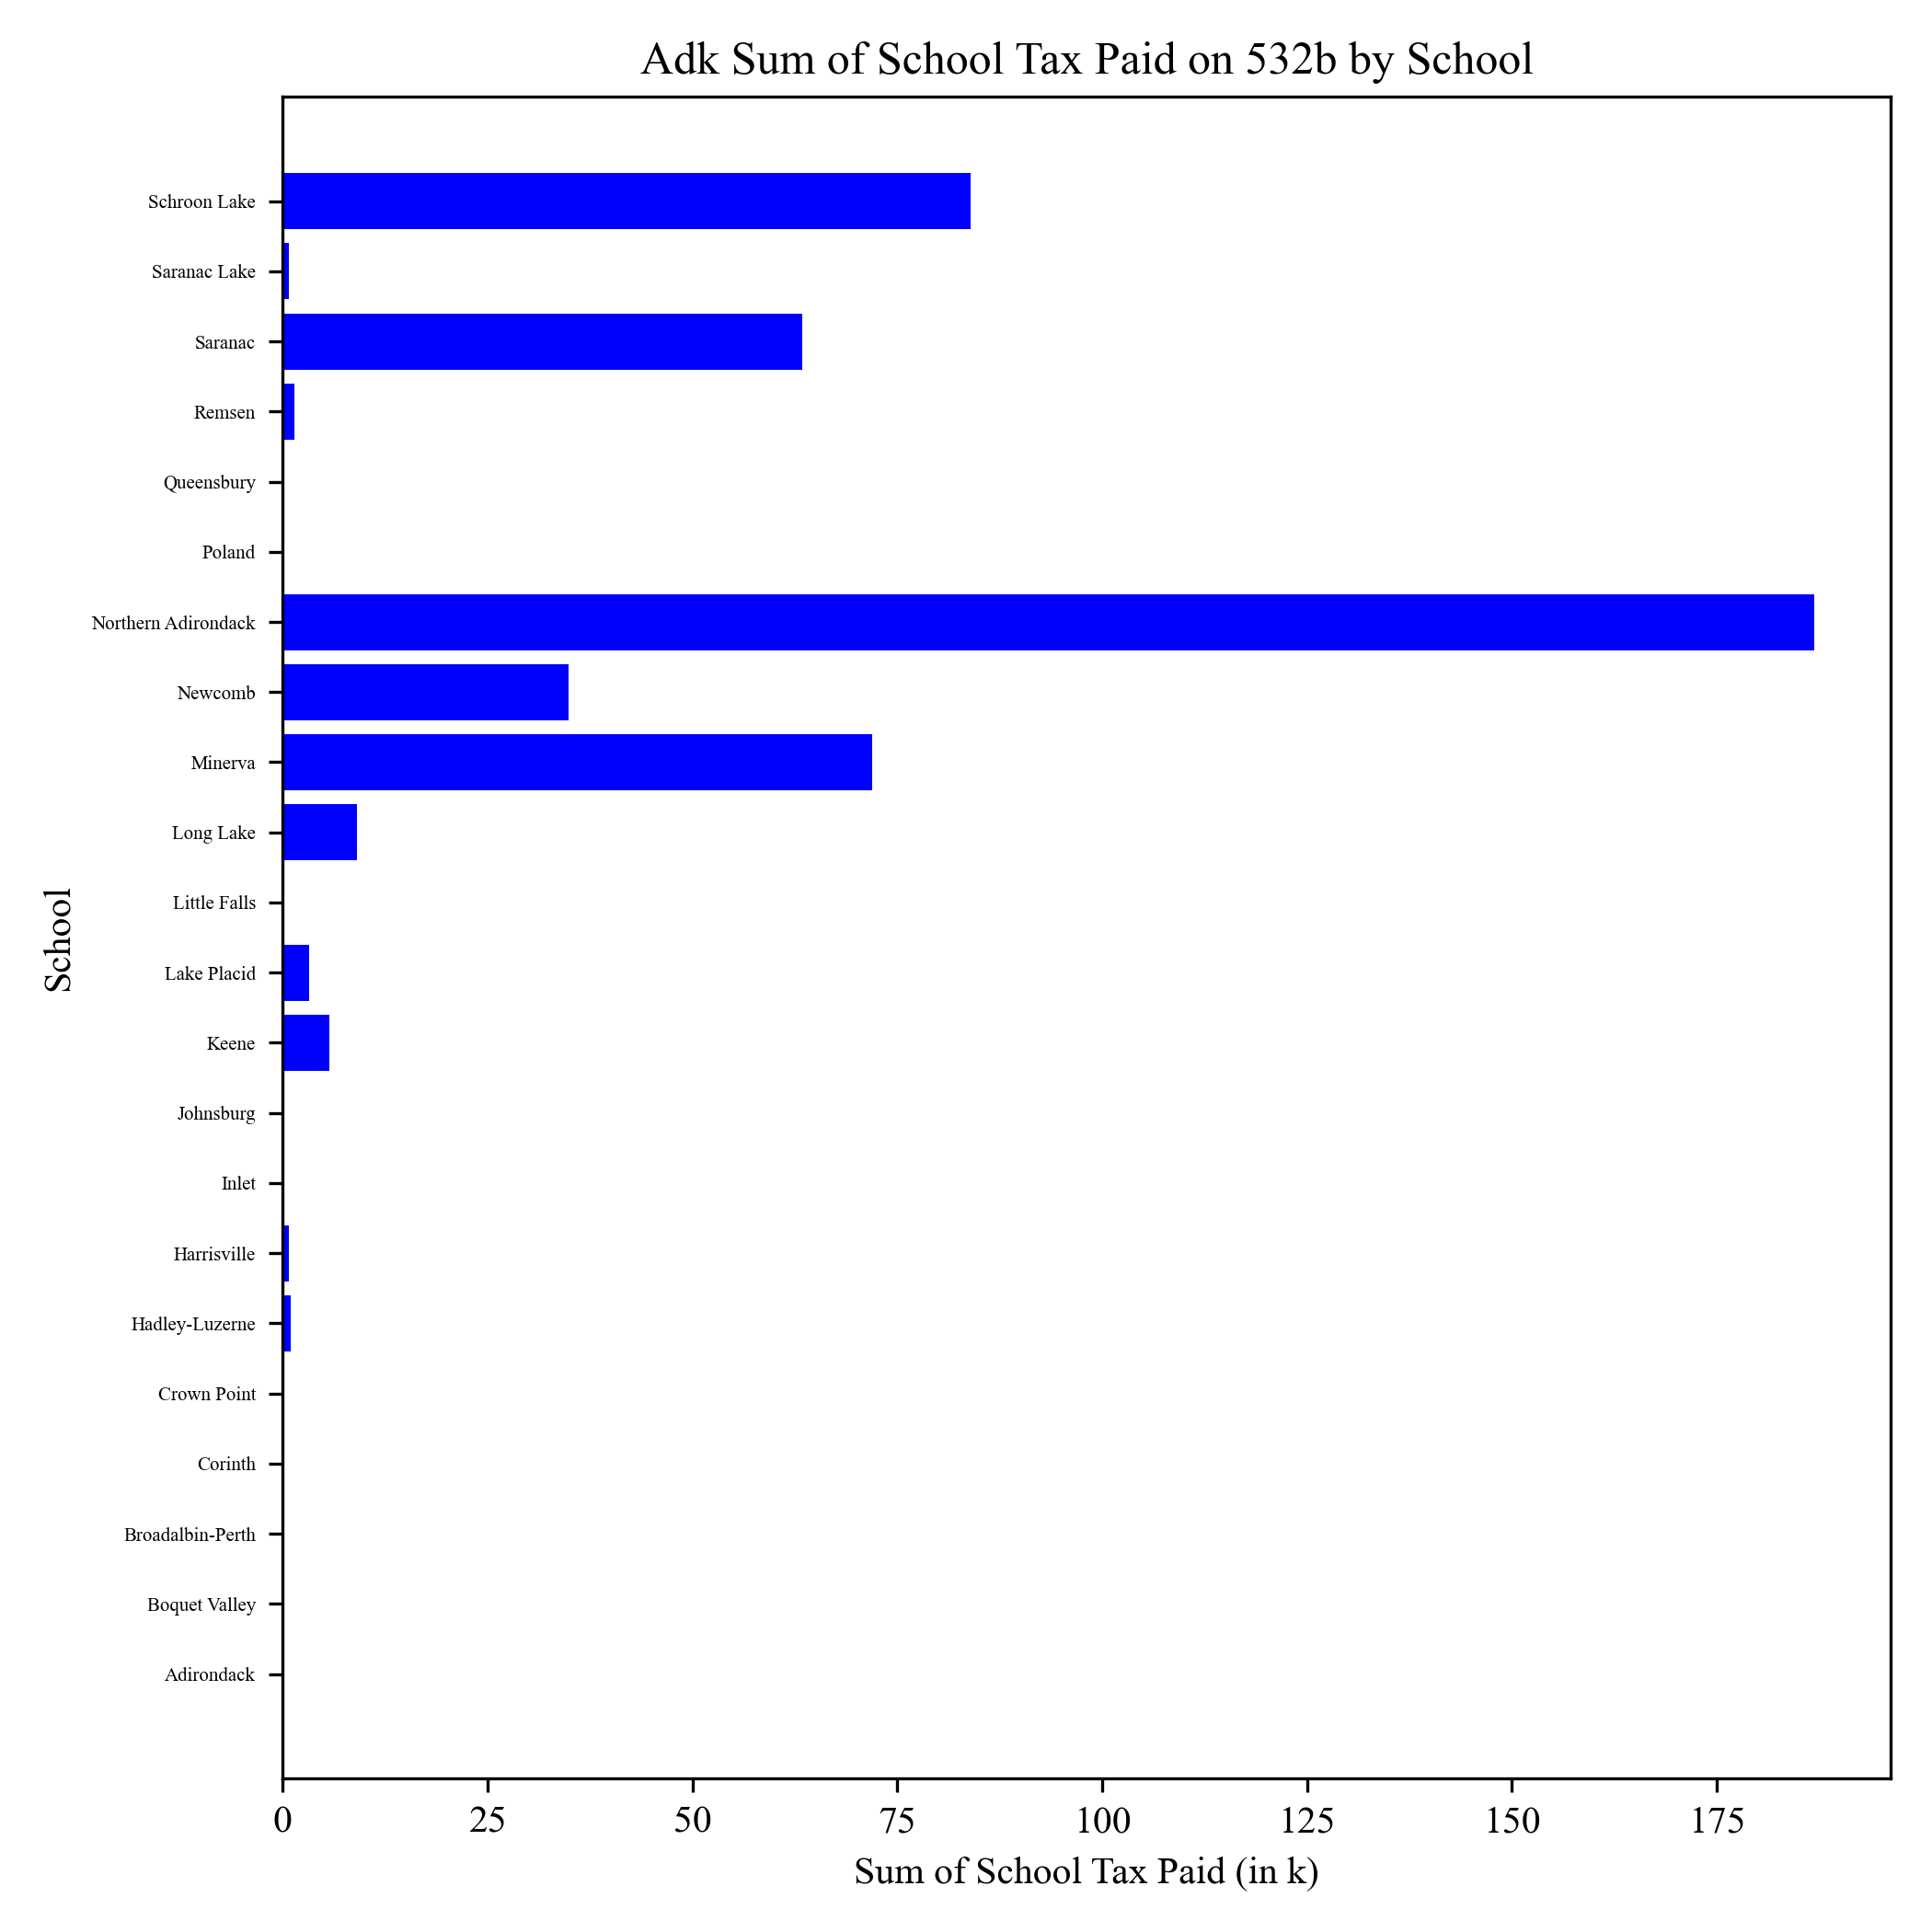 Adk Sum of School Tax Paid on 532b by School
Schroon Lake
Saranac Lake
Saranac
Remsen
Queensbury
Poland
Northern Adirondack
Newcomb
Minerva
Long Lake
Little Falls
Lake Placid
Keene
Johnsburg
Inlet
Harrisville
Hadley-Luzerne
Crown Point
Corinth
Broadalbin-Perth
Boquet Valley
Adirondack
School
0 25 50 75 100 125 150 175
Sum of School Tax Paid (in k)